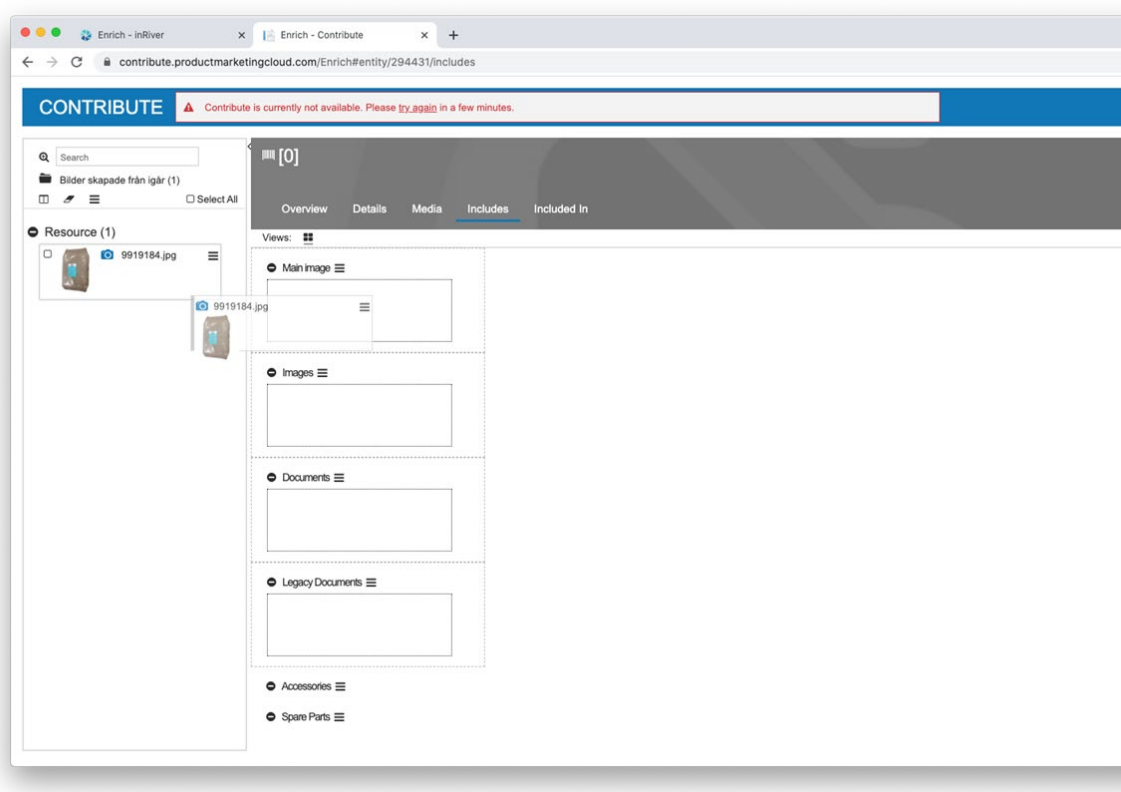 Enrich - inRiver
Enrich - Contribute
contribute.productmarketingcloud.com/Enrich#entity/294431/includes
CONTRIBUTE
Contribute is currently not available. Please try again in a few minutes.
Search
Bilder skapade från igår (1)
Select All
Resource (1)
9919184.jpg
9919184.jpg
[0]
Overview Details Media Includes Included In
Views:
Main image
Images
Documents
Legacy Documents
Accessories
Spare Parts